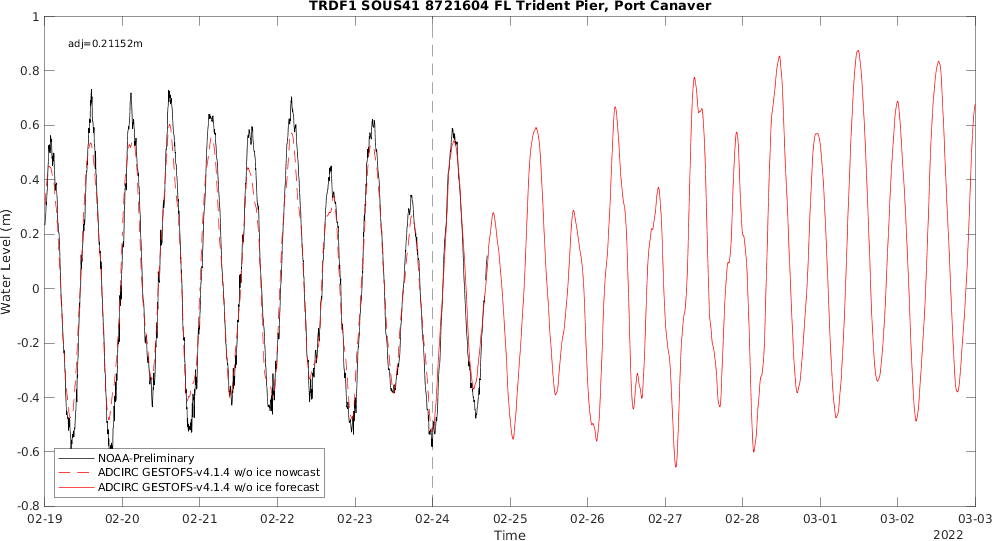 TRDF1 SOUS41 8721604 FL Trident Pier, Port Canaver
adj=0.21152m
1
0.8
0.6
0.4
0.2
0
-0.2
-0.4
-0.6
-0.8
Water Level (m)
NOAA-Preliminary
ADCIRC GESTOFS-v4.1.4 w/o ice nowcast
ADCIRC GESTOFS-v4.1.4 w/o ice forecast
02-19 02-20 02-21 02-22 02-23 02-24 02-25 02-26 02-27 02-28 03-01 03-02 03-03
Time
2022